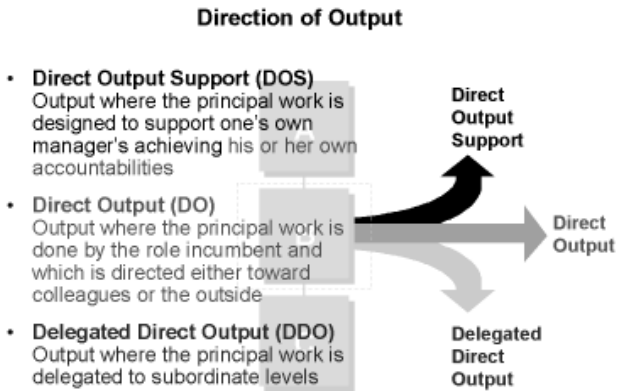 Direction of Output
• Direct Output Support (DOS)
Output where the principal work is
designed to support one's own
manager's achieving his or her own
accountabilities
• Direct Output (DO)
Output where the principal work is
done by the role incumbent and
which is directed either toward
colleagues or the outside
• Delegated Direct Output (DDO)
Output where the principal work is
delegated to subordinate levels
Direct
Output
Support
Direct
Output
Delegated
Direct
Output